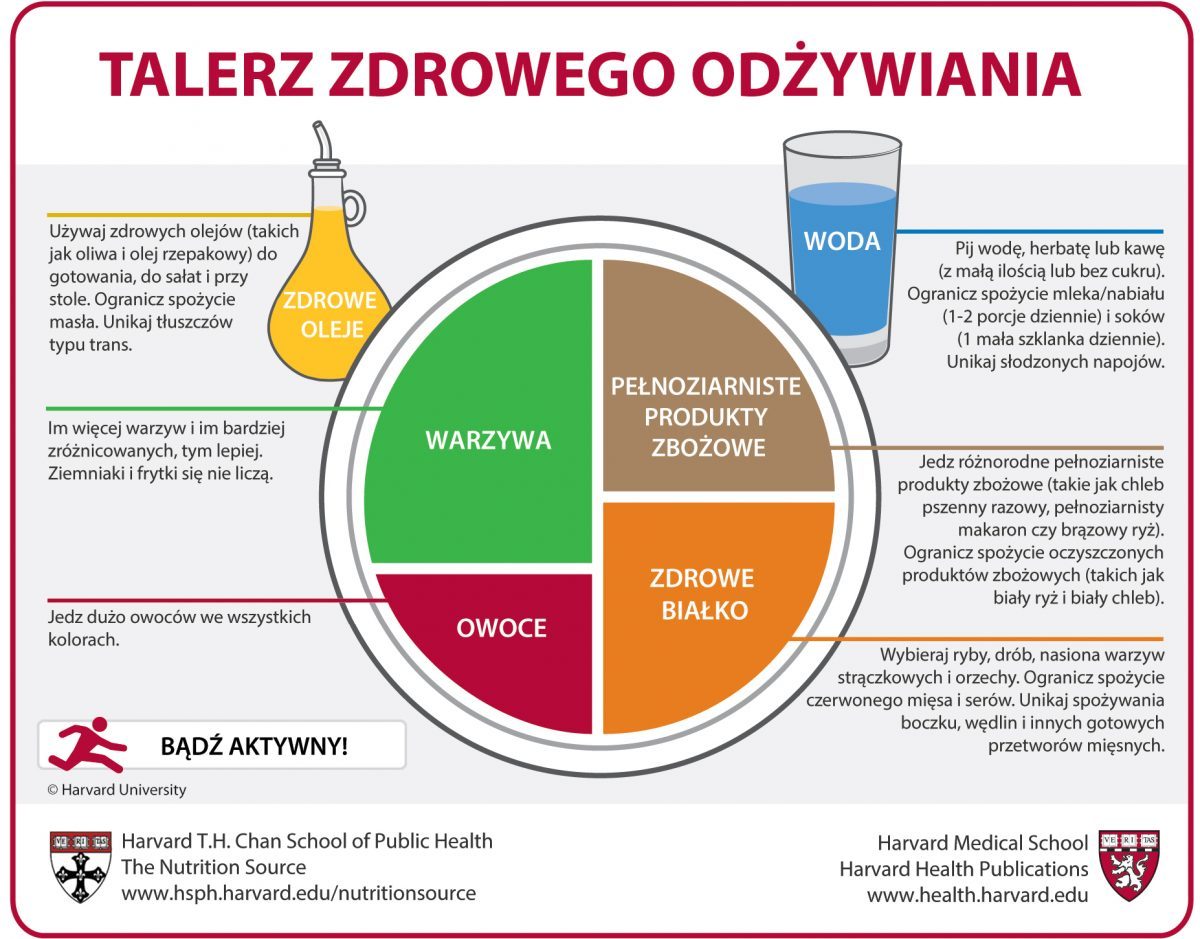 TALERZ ZDROWEGO ODŻYWIANIA
Używaj zdrowych olejów (takich
jak oliwa i olej rzepakowy) do
gotowania, do sałat i przy
stole. Ogranicz spożycie
masła. Unikaj tłuszczów
typu trans.
ZDROWE
OLEJE
WODA
Pij wodę, herbatę lub kawę
(z małą ilością lub bez cukru).
Ogranicz spożycie mleka/nabiału
(1-2 porcje dziennie) i soków
(1 mała szklanka dziennie).
Unikaj słodzonych napojów.
Im więcej warzyw i im bardziej
zróżnicowanych, tym lepiej.
Ziemniaki i frytki się nie liczą.
WARZYWA
PEŁNOZIARNISTE
PRODUKTY
ZBOŻOWE
Jedz różnorodne pełnoziarniste
produkty zbożowe (takie jak chleb
pszenny razowy, pełnoziarnisty
makaron czy brązowy ryż).
Ogranicz spożycie oczyszczonych
produktów zbożowych (takich jak
biały ryż i biały chleb).
Jedz dużo owoców we wszystkich
kolorach.
OWOCE
ZDROWE
BIAŁKO
Wybieraj ryby, drób, nasiona warzyw
strączkowych i orzechy. Ogranicz spożycie
czerwonego mięsa i serów. Unikaj spożywania
boczku, wędlin i innych gotowych
przetworów mięsnych.
BĄDŹ AKTYWNY!
© Harvard University
VE RI TAS
Harvard T.H. Chan School of Public Health
The Nutrition Source
www.hsph.harvard.edu/nutritionsource
Harvard Medical School
Harvard Health Publications
www.health.harvard.edu
VE RI TAS